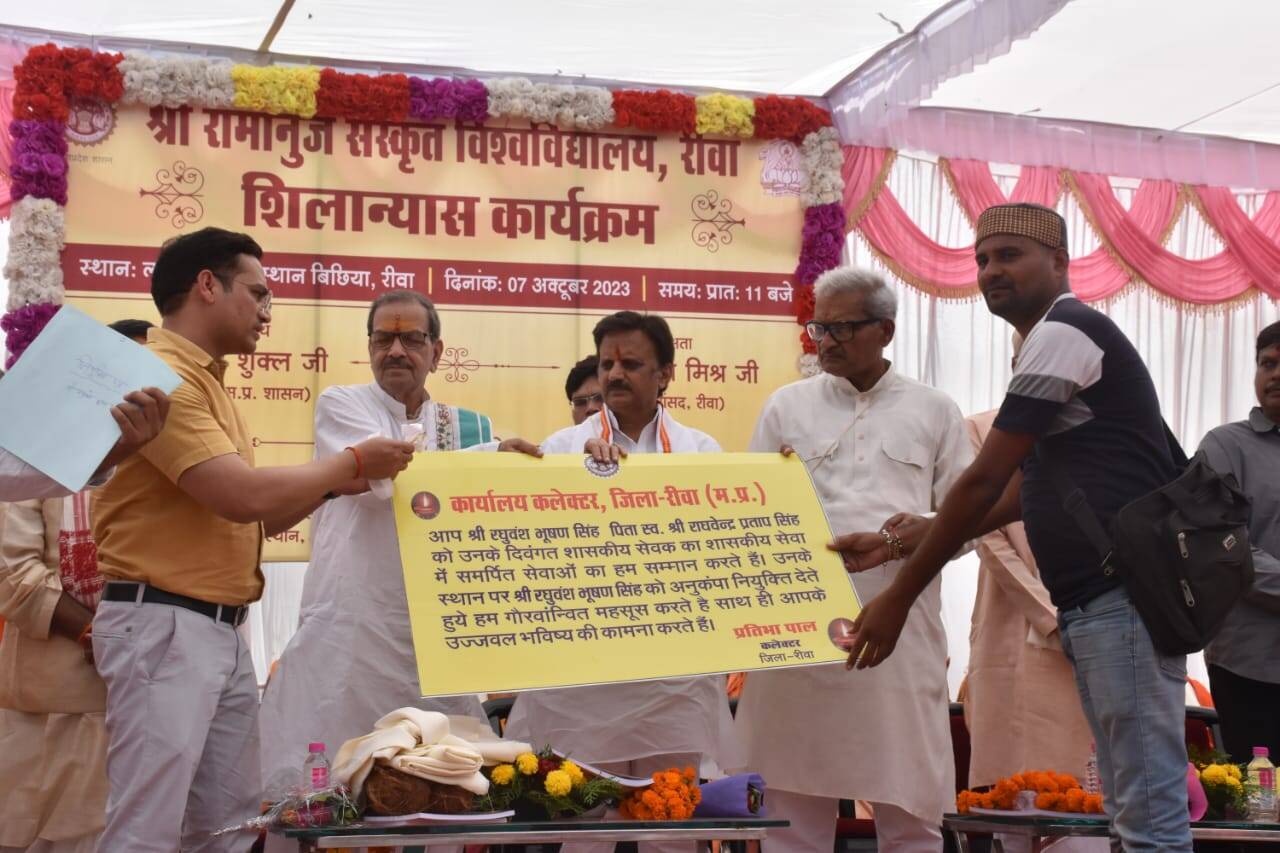 श्री रामानुज संस्कृत विश्वविद्यालय, रीवा
शिलान्यास कार्यक्रम
स्थान: स्थान बिछिया, रीवा | दिनांक: 07 अक्टूबर 2023 | समय: प्रात: 11 बजे
शुक्ल जी
म.प्र. शासन)
मिश्र जी
रीवा)
कार्यालय कलेक्टर, जिला-रीवा (म.प्र.)
आप श्री रघुवंश भूषण सिंह पिता स्व. श्री राघवेन्द्र प्रताप सिंह
को उनके दिवंगत शासकीय सेवक का शासकीय सेवा
में समर्पित सेवाओं का हम सम्मान करते हैं। उनके
स्थान पर श्री रघुवंश भूषण सिंह को अनुकंपा नियुक्ति देते
हुये हम गौरवांन्वित महसूस करते है साथ ही आपके
उज्जवल भविष्य की कामना करते हैं।
प्रतिभा पाल
कलेक्टर
जिला-रीवा